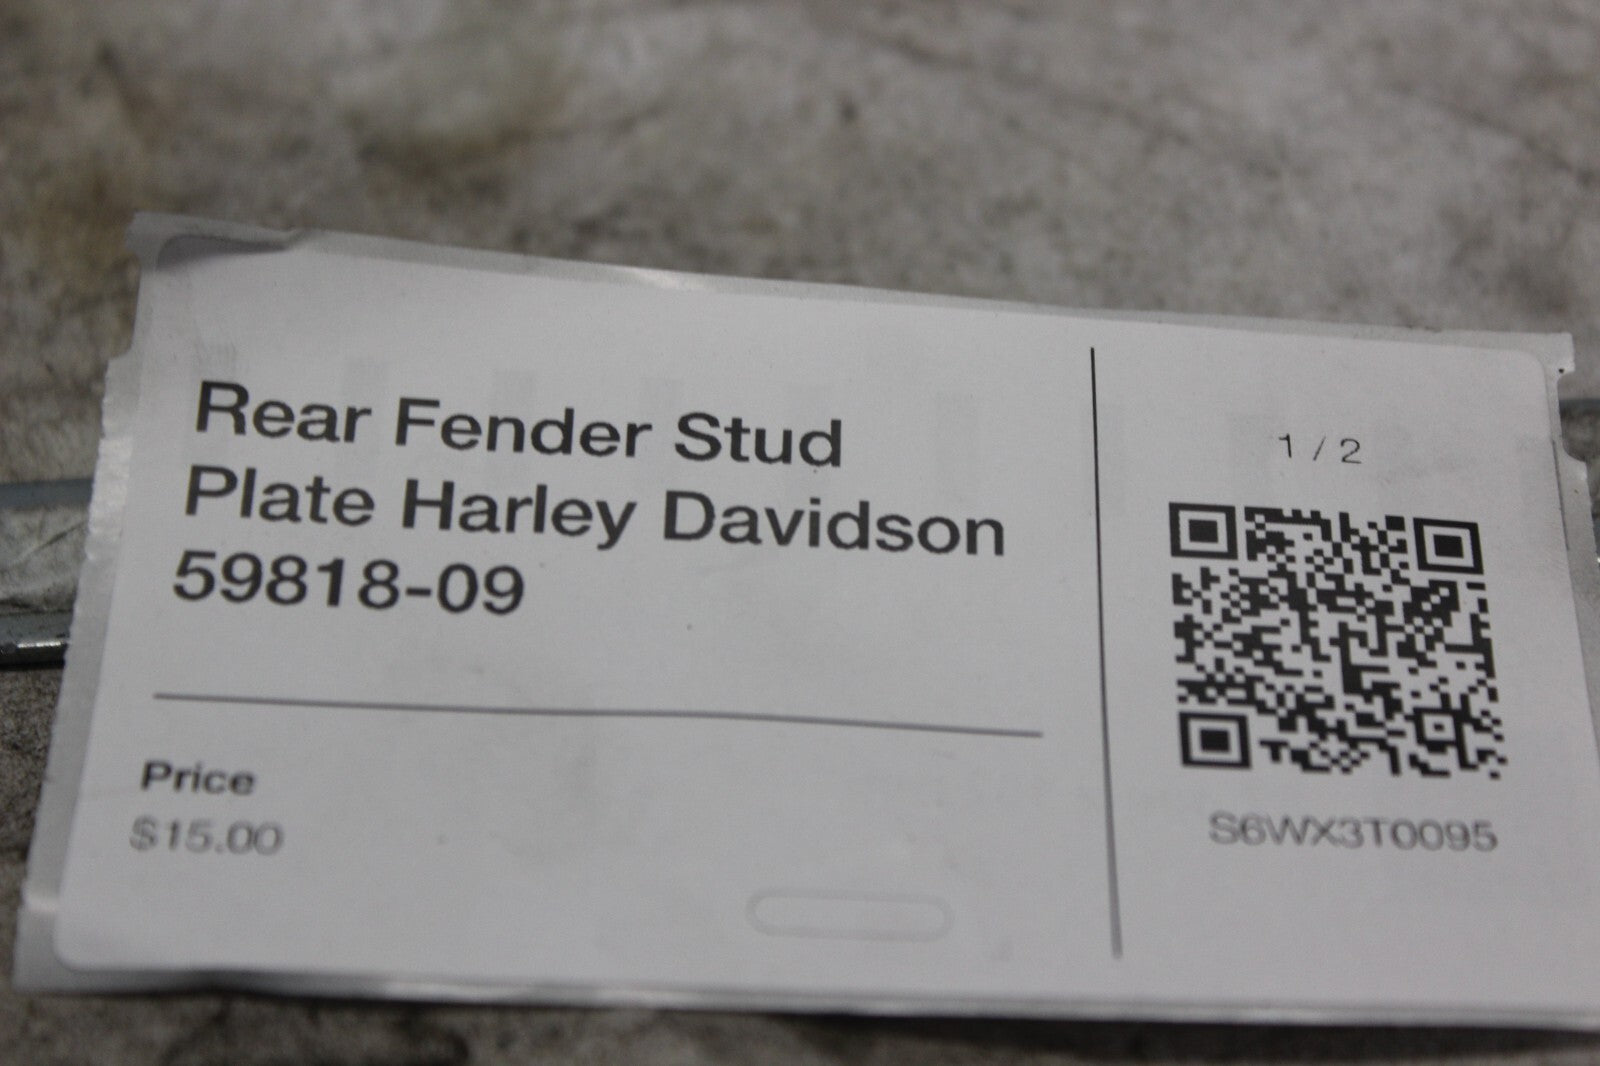 Rear Fender Stud
Plate Harley Davidson
59818-09
Price
$15.00
1 / 2
S6WX3T0095